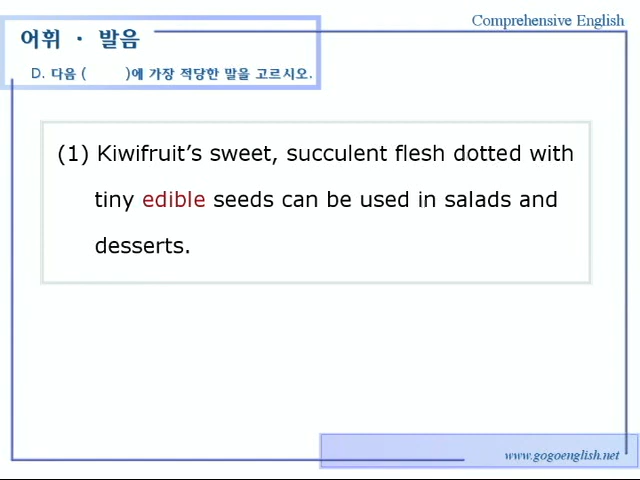 Comprehensive English
어휘 · 발음
D. 다음 ( )에 가장 적당한 말을 고르시오.
(1) Kiwifruit's sweet, succulent flesh dotted with
tiny edible seeds can be used in salads and
desserts.
www.gogoenglish.net